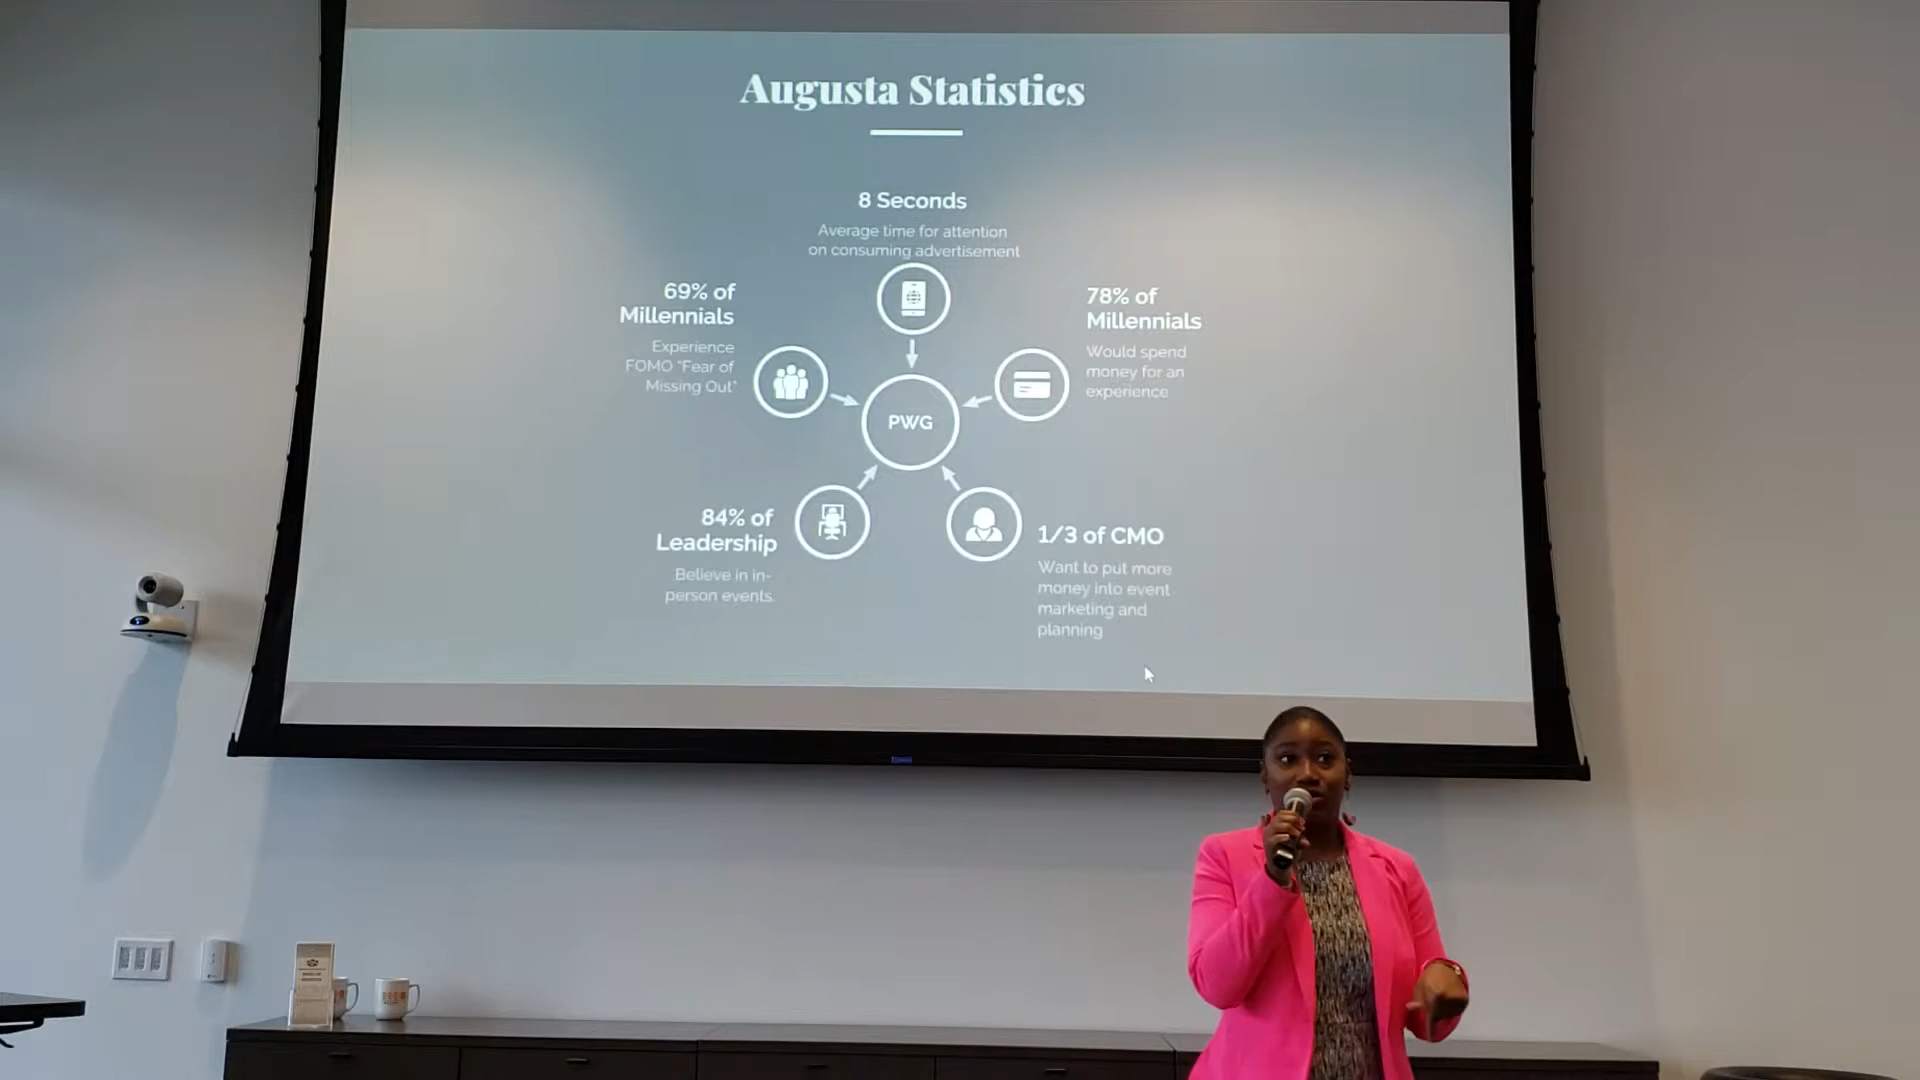 Augusta Statistics
8 Seconds
Average time for attention
on consuming advertisement
69% of
Millennials
Experience
FOMO "Fear of
Missing Out"
78% of
Millennials
Would spend
money for an
experience
PWG
84% of
Leadership
Believe in in-
person events.
1/3 of CMO
Want to put more
money into event
marketing and
planning